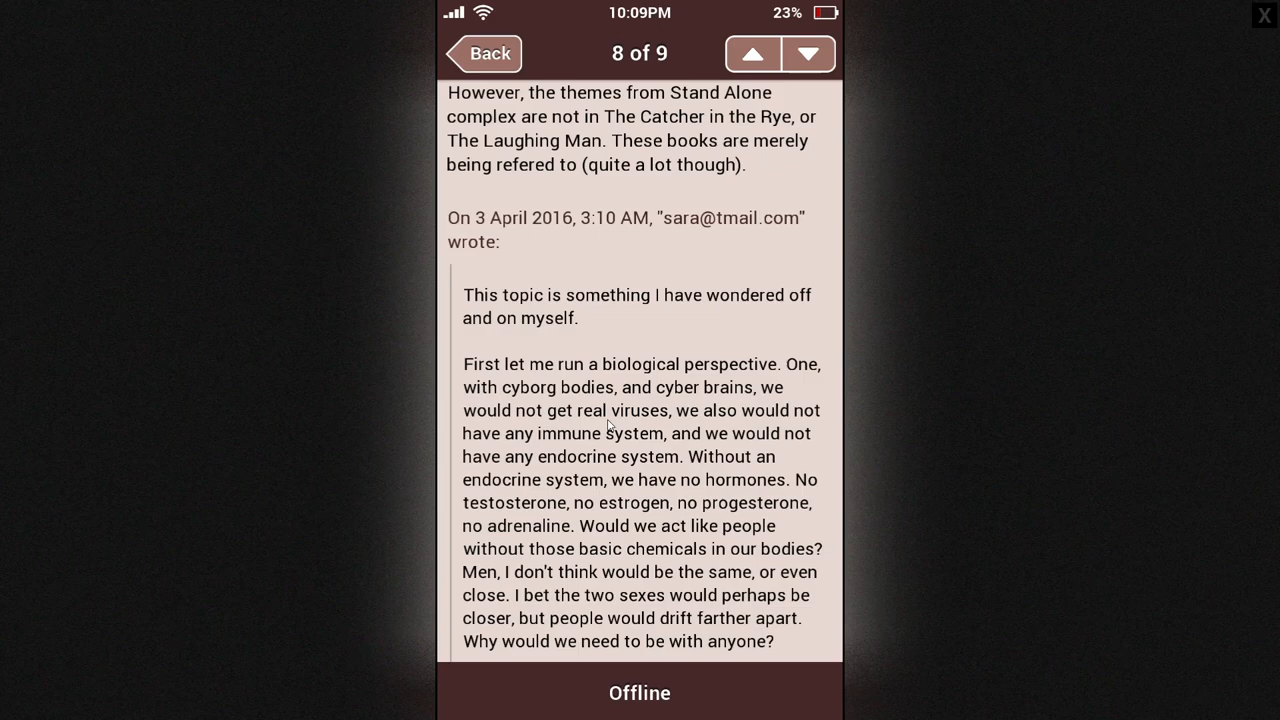 10:09PM
23%
X
Back
8 of 9
However, the themes from Stand Alone
complex are not in The Catcher in the Rye, or
The Laughing Man. These books are merely
being refered to (quite a lot though).
On 3 April 2016, 3:10 AM, "sara@tmail.com"
wrote:
This topic is something I have wondered off
and on myself.
First let me run a biological perspective. One,
with cyborg bodies, and cyber brains, we
would not get real viruses, we also would not
have any immune system, and we would not
have any endocrine system. Without an
endocrine system, we have no hormones. No
testosterone, no estrogen, no progesterone,
no adrenaline. Would we act like people
without those basic chemicals in our bodies?
Men, I don't think would be the same, or even
close. I bet the two sexes would perhaps be
closer, but people would drift farther apart.
Why would we need to be with anyone?
Offline